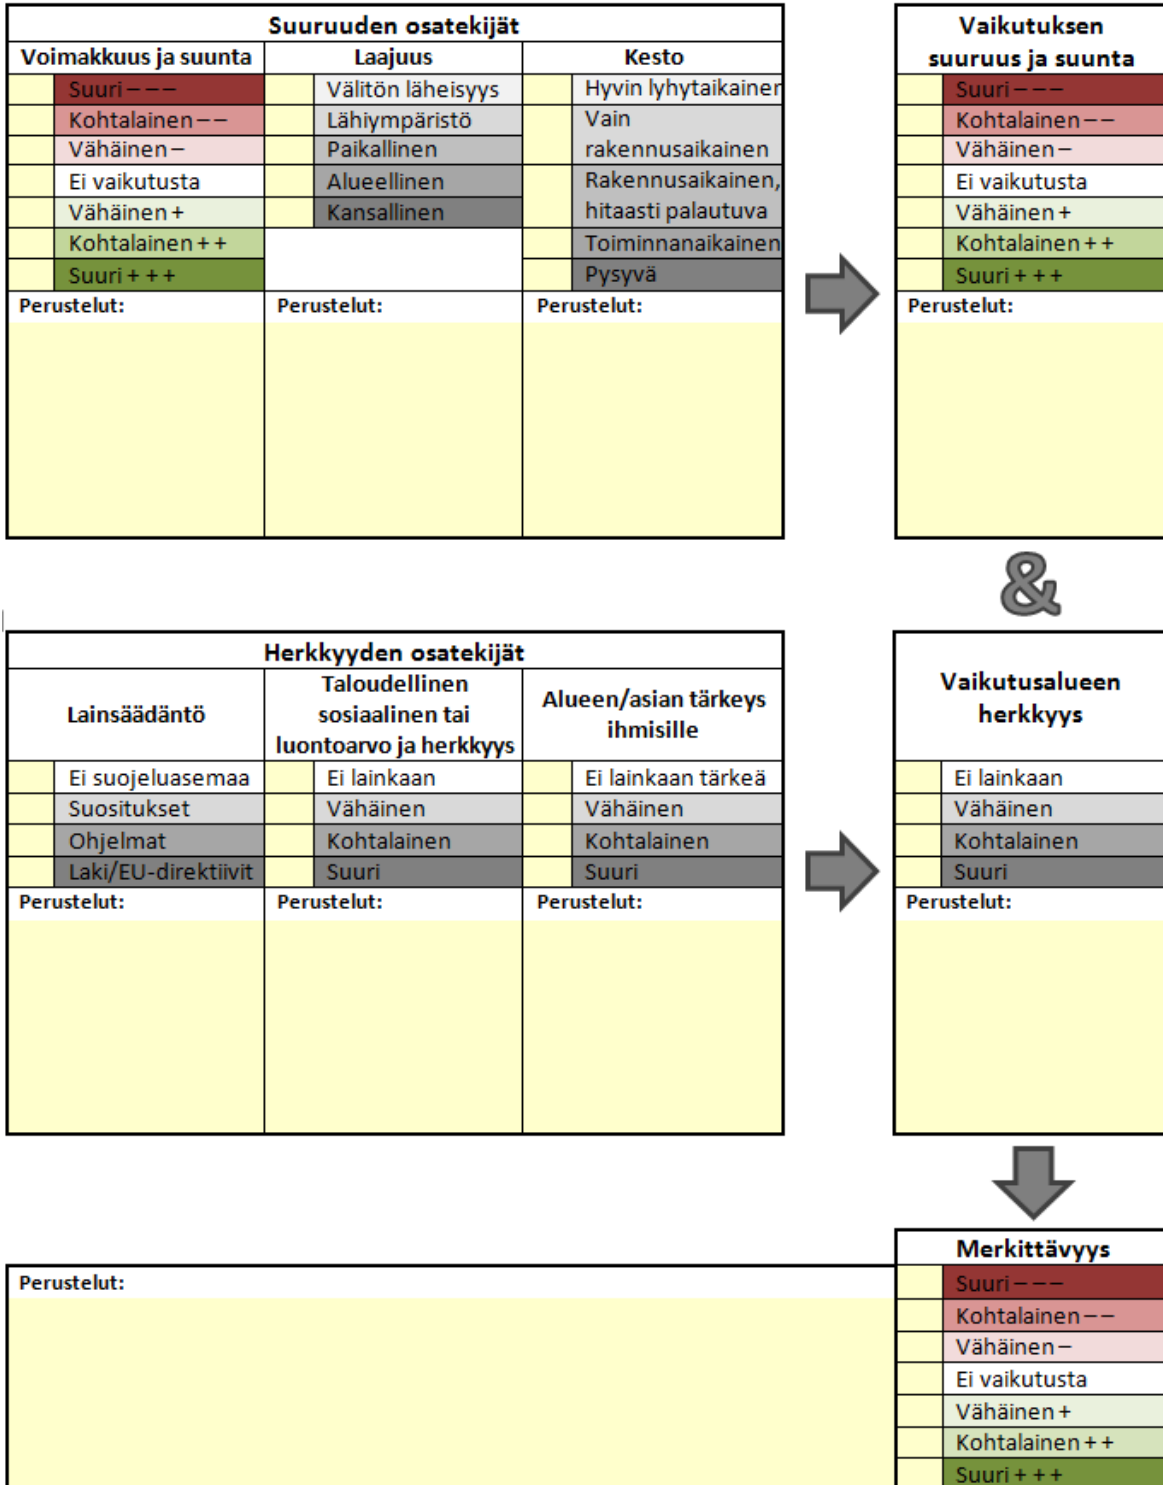 Suuruuden osatekijät
Voimakkuus ja suunta
Suuri – – –
Kohtalainen – –
Vähäinen –
Ei vaikutusta
Vähäinen +
Kohtalainen + +
Suuri + + +
Perustelut:
Laajuus
Välitön läheisyys
Lähiympäristö
Paikallinen
Alueellinen
Kansallinen
Perustelut:
Kesto
Hyvin lyhytaikainen
Vain
rakennusaikainen
Rakennusaikainen,
hitaasti palautuva
Toiminnanaikainen
Pysyvä
Perustelut:
Vaikutuksen
suuruus ja suunta
Suuri – – –
Kohtalainen – –
Vähäinen –
Ei vaikutusta
Vähäinen +
Kohtalainen + +
Suuri + + +
Perustelut:
&
Herkkyyden osatekijät
Lainsäädäntö
Ei suojeluasemaa
Suositukset
Ohjelmat
Laki/EU-direktiivit
Perustelut:
Taloudellinen
sosiaalinen tai
luontoarvo ja herkkyys
Ei lainkaan
Vähäinen
Kohtalainen
Suuri
Perustelut:
Alueen/asian tärkeys
ihmisille
Ei lainkaan tärkeä
Vähäinen
Kohtalainen
Suuri
Perustelut:
Vaikutusalueen
herkkyys
Ei lainkaan
Vähäinen
Kohtalainen
Suuri
Perustelut:
Perustelut:
Merkittävyys
Suuri – – –
Kohtalainen – –
Vähäinen –
Ei vaikutusta
Vähäinen +
Kohtalainen + +
Suuri + + +